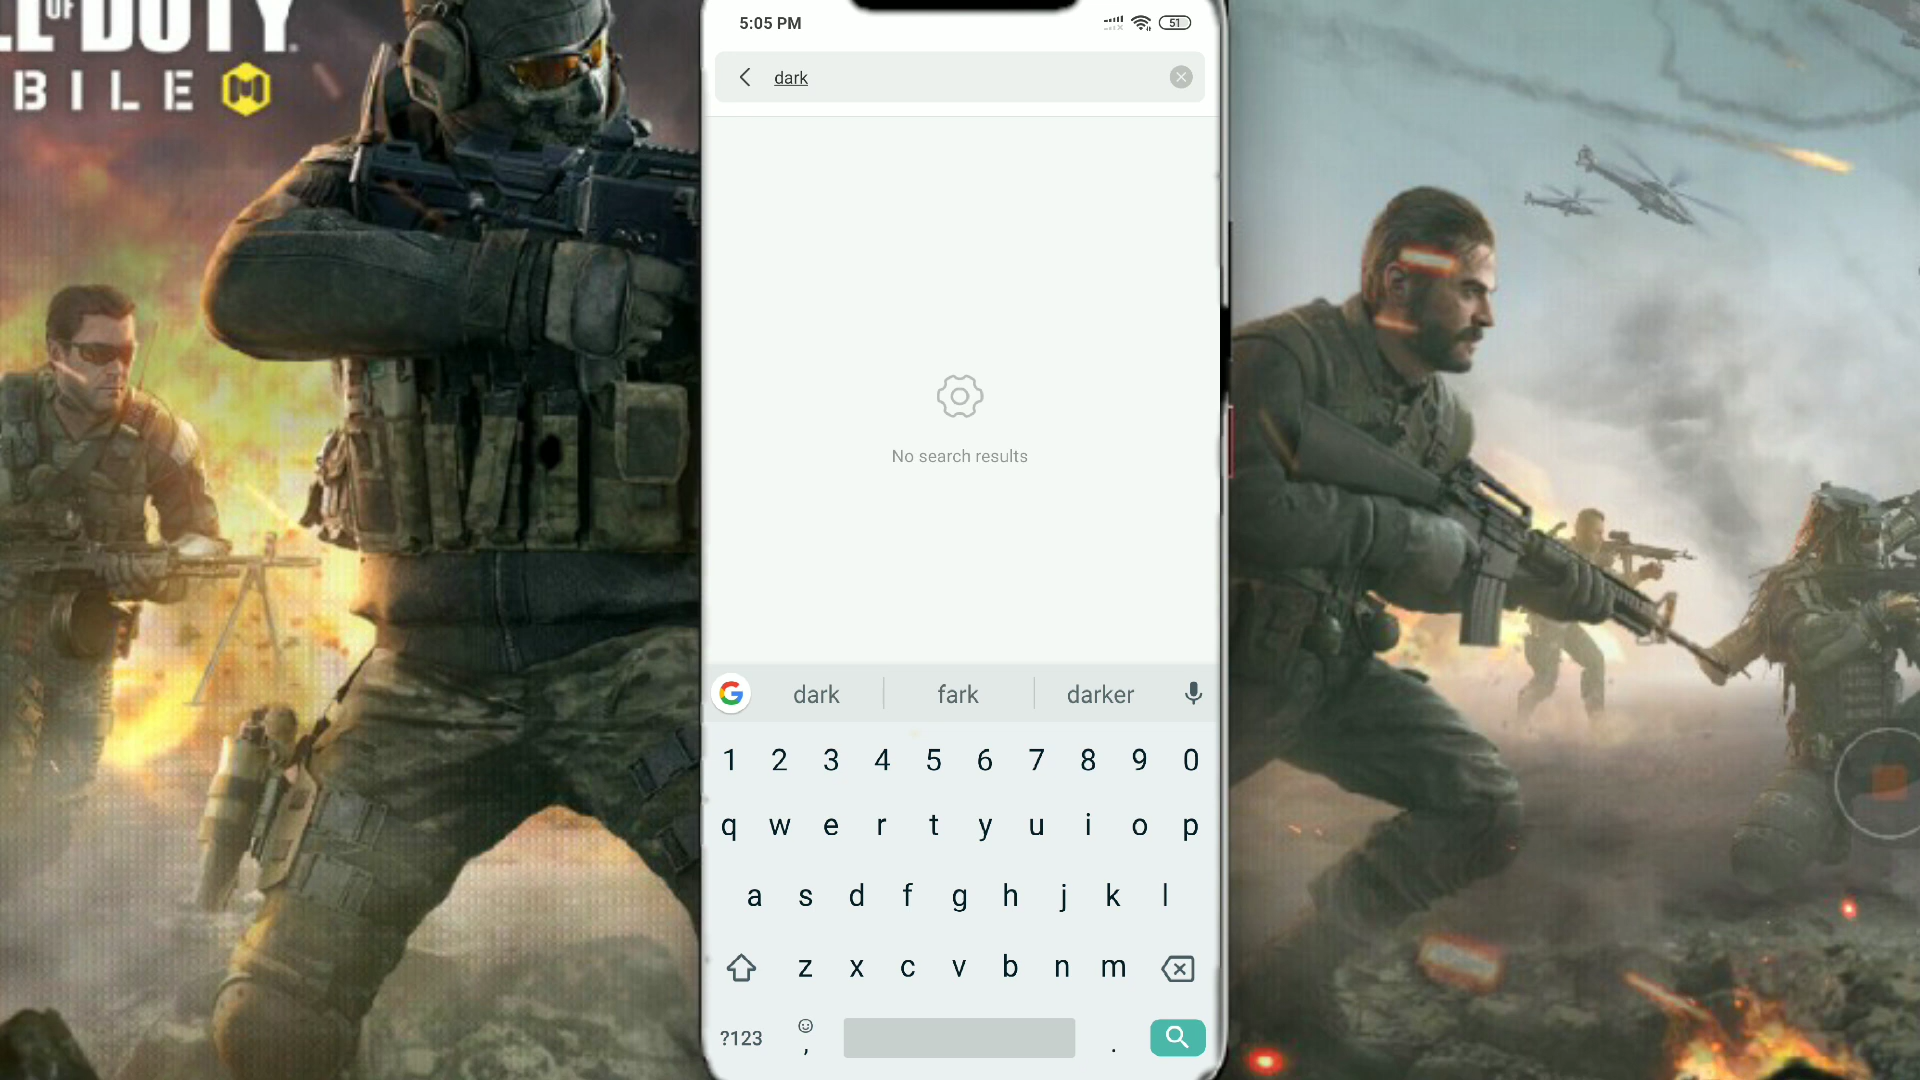 OF
DUTY
BILE
5:05 PM
51
dark
No search results
G dark fark darker
1 2 3 4 5 6 7 8 9 0
q w e r t y u i o p
a s d f g h j k l
z x c v b n m
?123 , .